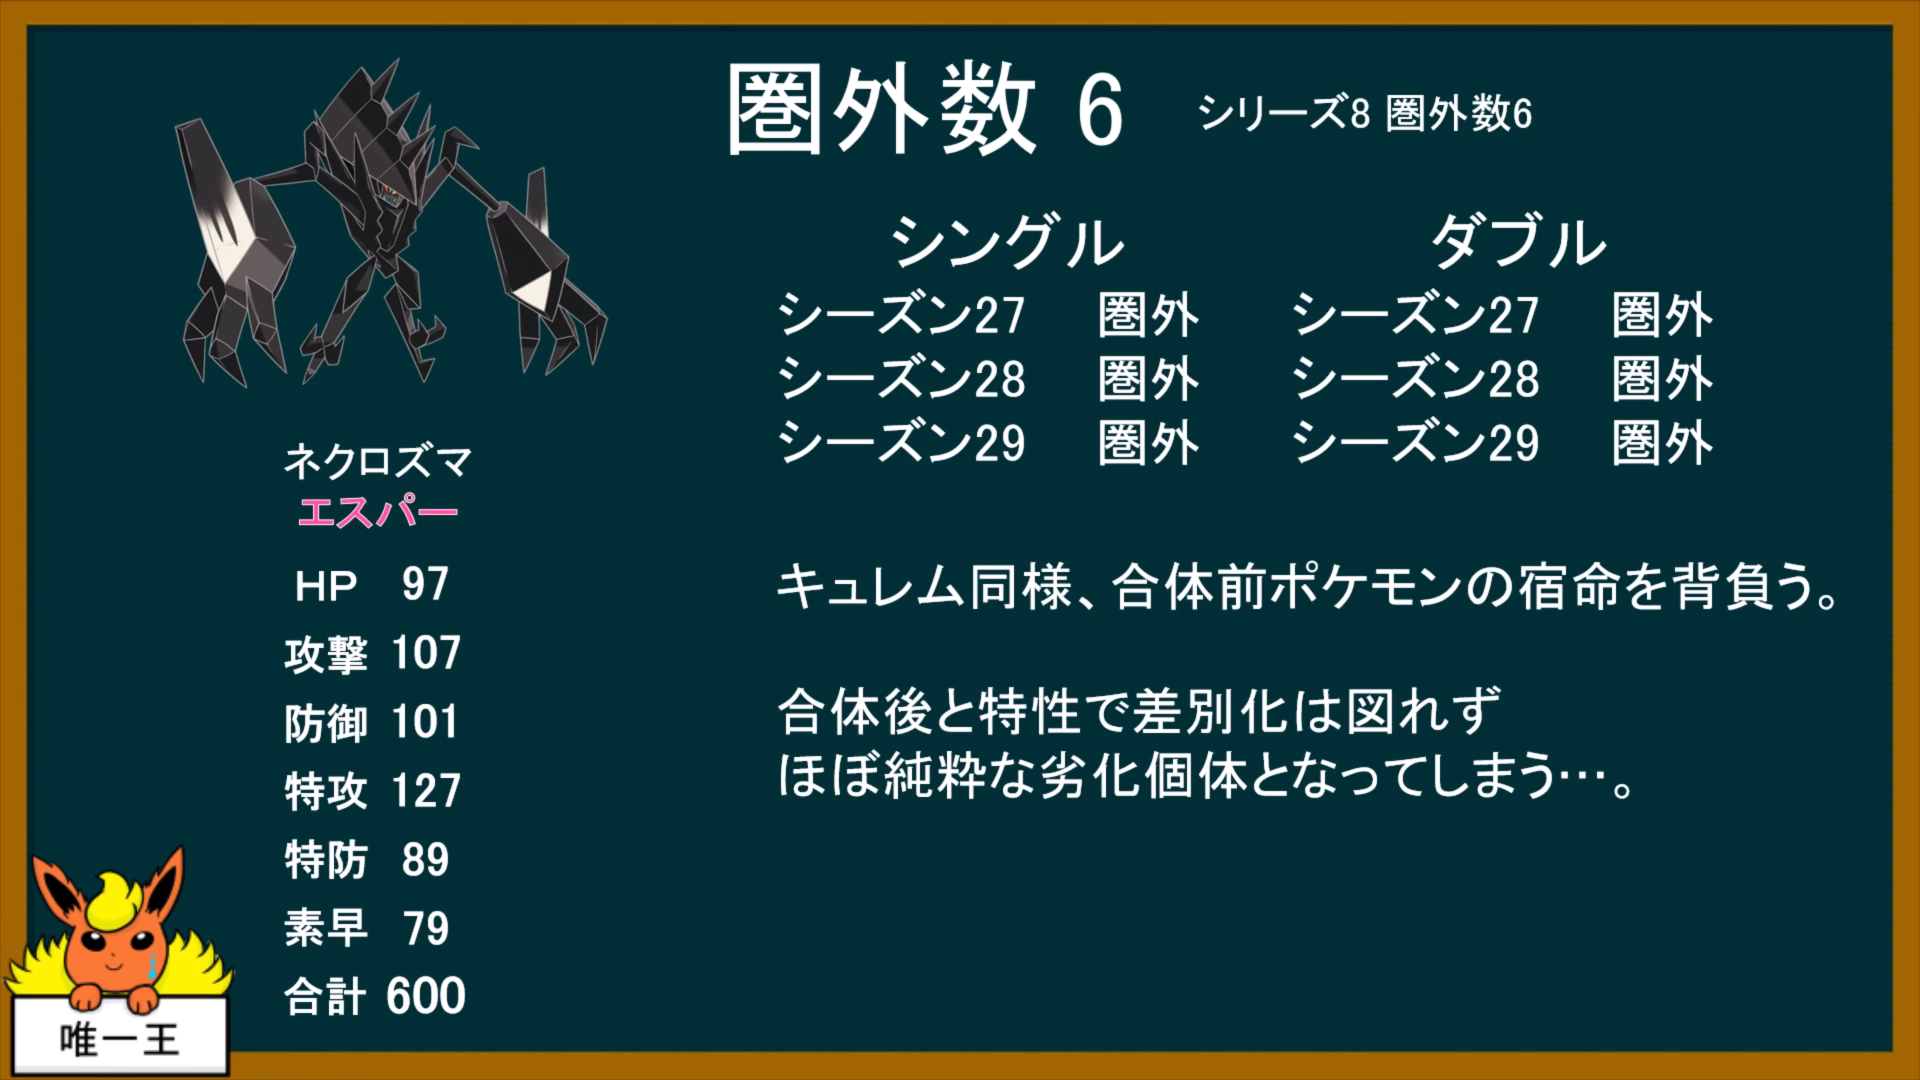 圏外数 6 シリーズ8 圏外数6
シングル ダブル
シーズン27 圏外 シーズン27 圏外
シーズン28 圏外 シーズン28 圏外
シーズン29 圏外 シーズン29 圏外
ネクロズマ
エスパー
HP 97
攻撃 107
防御 101
特攻 127
特防 89
素早 79
合計 600
キュレム同様、合体前ポケモンの宿命を背負う。
合体後と特性で差別化は図れず
ほぼ純粋な劣化個体となってしまう…。
唯一王